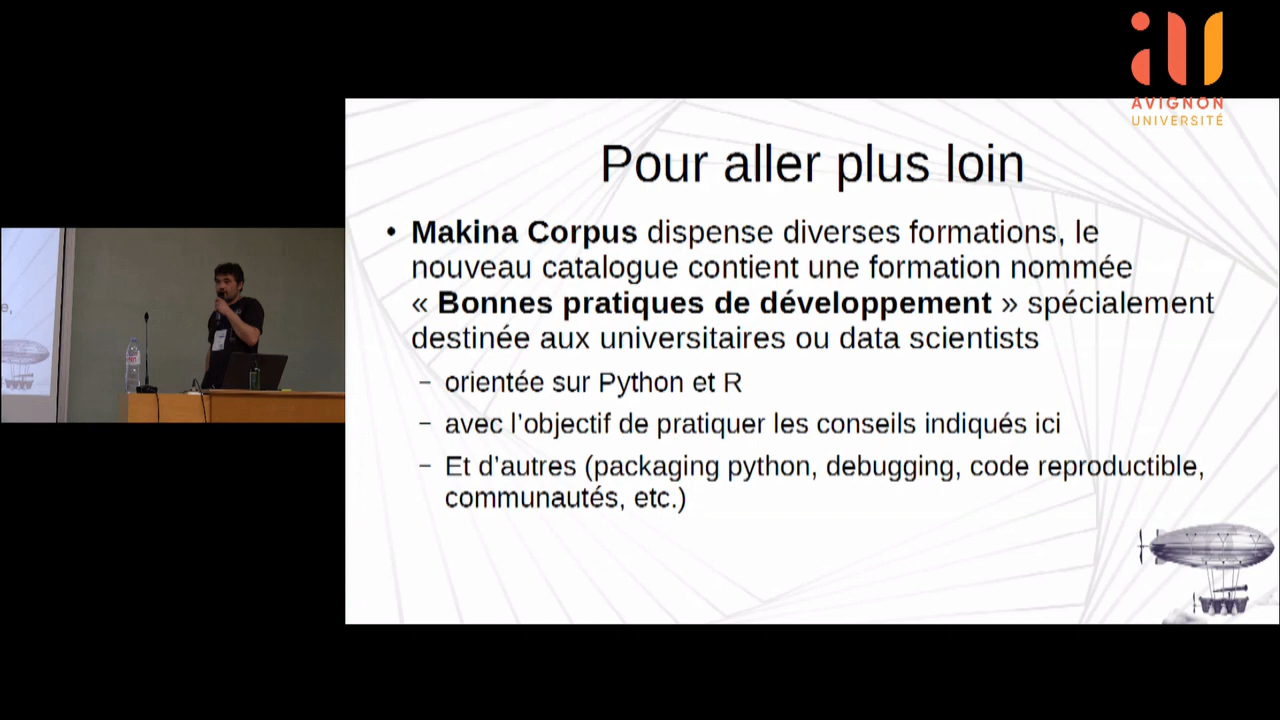 AVIGNON
UNIVERSITÉ
Pour aller plus loin
• Makina Corpus dispense diverses formations, le
nouveau catalogue contient une formation nommée
« Bonnes pratiques de développement » spécialement
destinée aux universitaires ou data scientists
– orientée sur Python et R
– avec l’objectif de pratiquer les conseils indiqués ici
– Et d’autres (packaging python, debugging, code reproductible,
communautés, etc.)